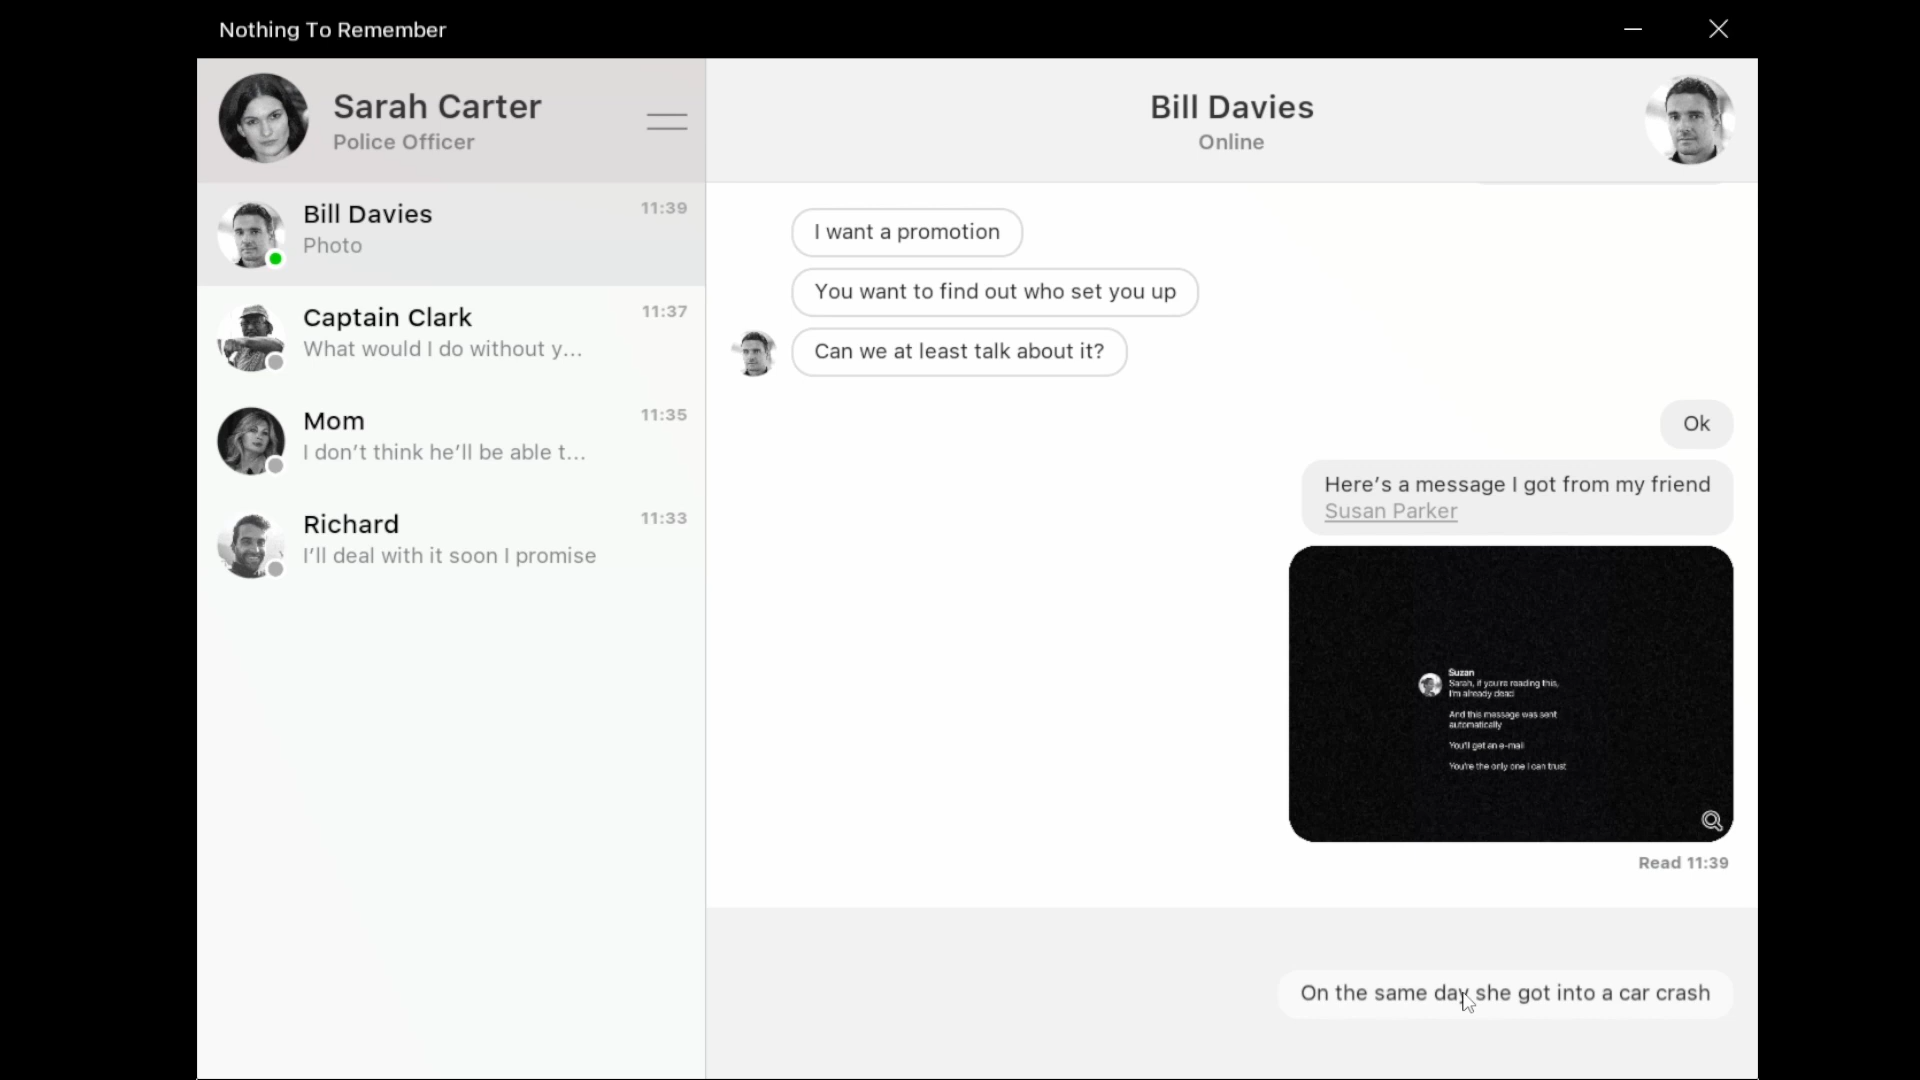 Nothing To Remember
Sarah Carter
Police Officer
Bill Davies
Photo
11:39
Captain Clark
What would I do without y...
11:37
Mom
I don’t think he’ll be able t...
11:35
Richard
I’ll deal with it soon I promise
11:33
Bill Davies
Online
I want a promotion
You want to find out who set you up
Can we at least talk about it?
Ok
Here’s a message I got from my friend
Susan Parker
Suzan
Sarah, if you're reading this,
I'm already dead
And this message was sent
automatically
You'll get an e-mail
You're the only one I can trust
Read 11:39
On the same day she got into a car crash